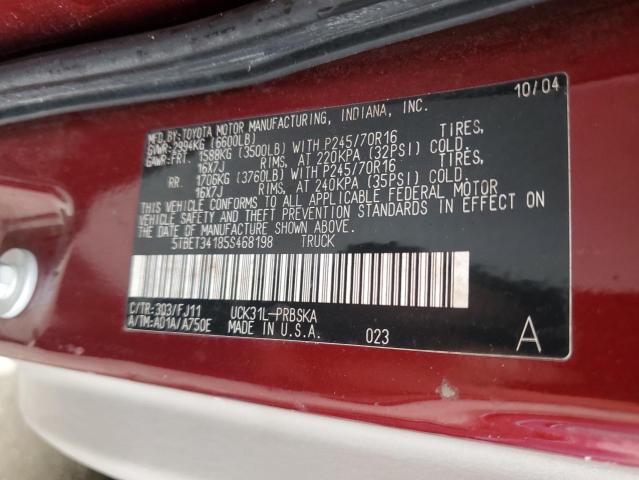 10/04
MFD. BY: TOYOTA MOTOR MANUFACTURING, INDIANA, INC.
GVWR: 2994KG (6600LB)
GAWR: FRT. 1588KG (3500LB) WITH P245/70R16 TIRES,
16X7J RIMS, AT 220KPA (32PSI) COLD.
RR. 1706KG (3760LB) WITH P245/70R16 TIRES,
16X7J RIMS, AT 240KPA (35PSI) COLD.
THIS VEHICLE CONFORMS TO ALL APPLICABLE FEDERAL MOTOR
VEHICLE SAFETY AND THEFT PREVENTION STANDARDS IN EFFECT ON
THE DATE OF MANUFACTURE SHOWN ABOVE.
5TBET34185S468198 TRUCK
C/TR: 3Q3/FJ11 UCK31L-PRBSKA
A/TM: A01A/A750E MADE IN U.S.A. 023 A